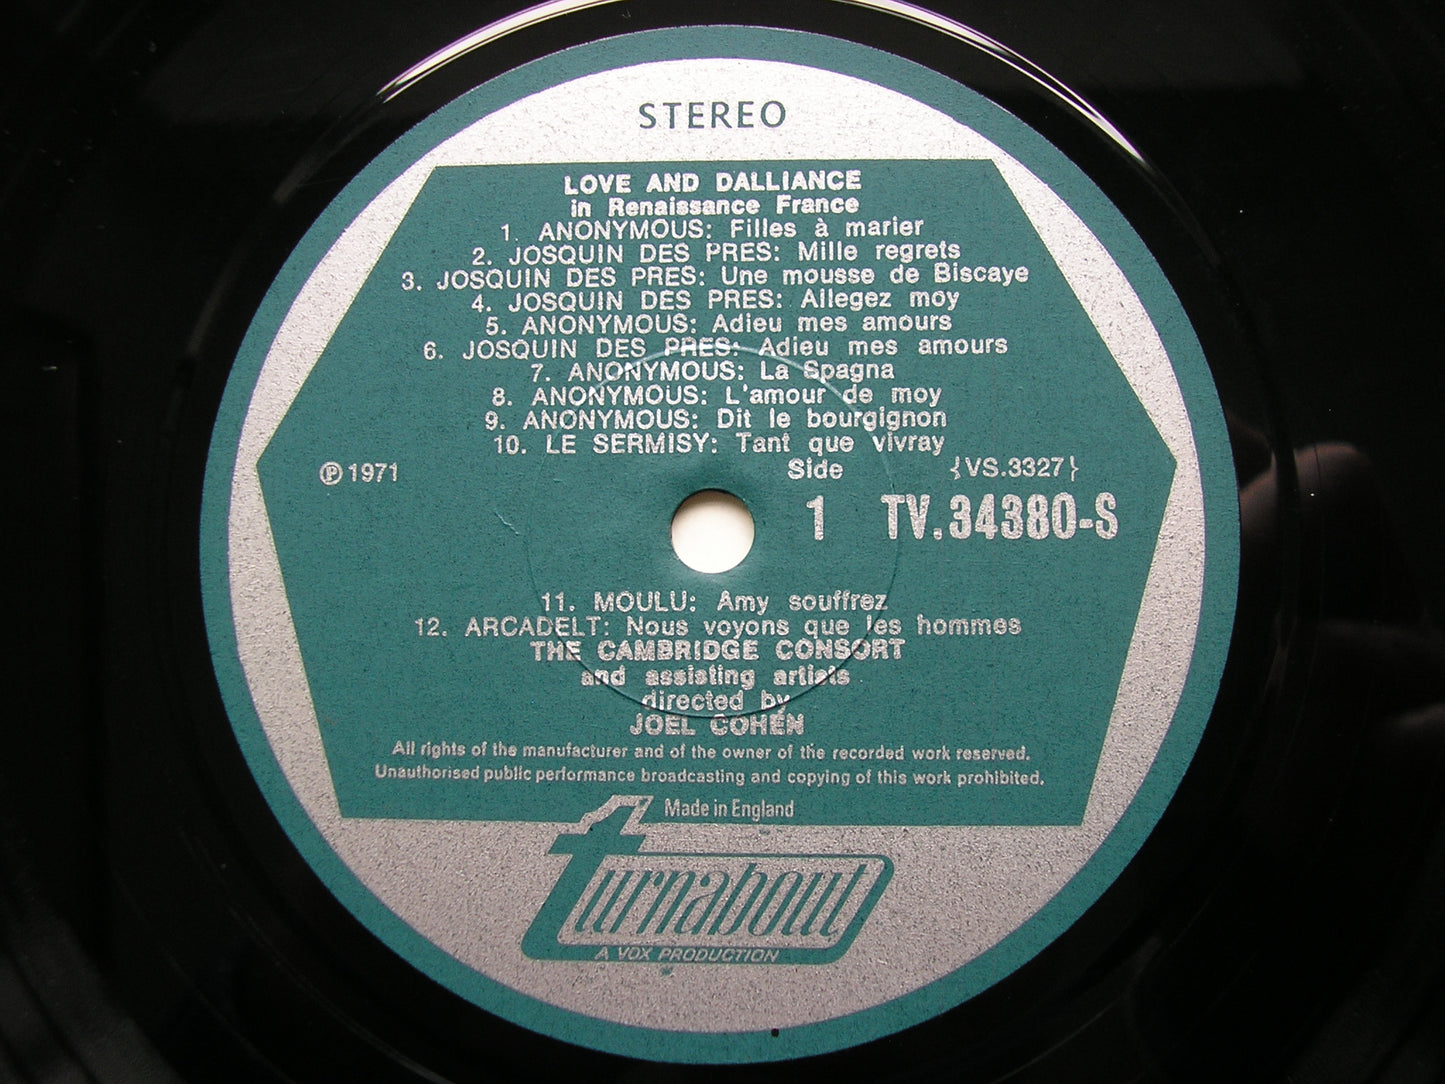 STEREO
LOVE AND DALLIANCE
in Renaissance France
1. ANONYMOUS: Filles à marier
2. JOSQUIN DES PRES: Mille regrets
3. JOSQUIN DES PRES: Une mousse de Biscaye
4. JOSQUIN DES PRES: Allegez moy
5. ANONYMOUS: Adieu mes amours
6. JOSQUIN DES PRES: Adieu mes amours
7. ANONYMOUS: La Spagna
8. ANONYMOUS: L'amour de moy
9. ANONYMOUS: Dit le bourgignon
10. LE SERMISY: Tant que vivray
℗ 1971 Side {VS.3327}
1 TV.34380-S
11. MOULU: Amy souffrez
12. ARCADELT: Nous voyons que les hommes
THE CAMBRIDGE CONSORT
and assisting artists
directed by
JOEL COHEN
All rights of the manufacturer and of the owner of the recorded work reserved.
Unauthorised public performance broadcasting and copying of this work prohibited.
Made in England
turnabout
A VOX PRODUCTION